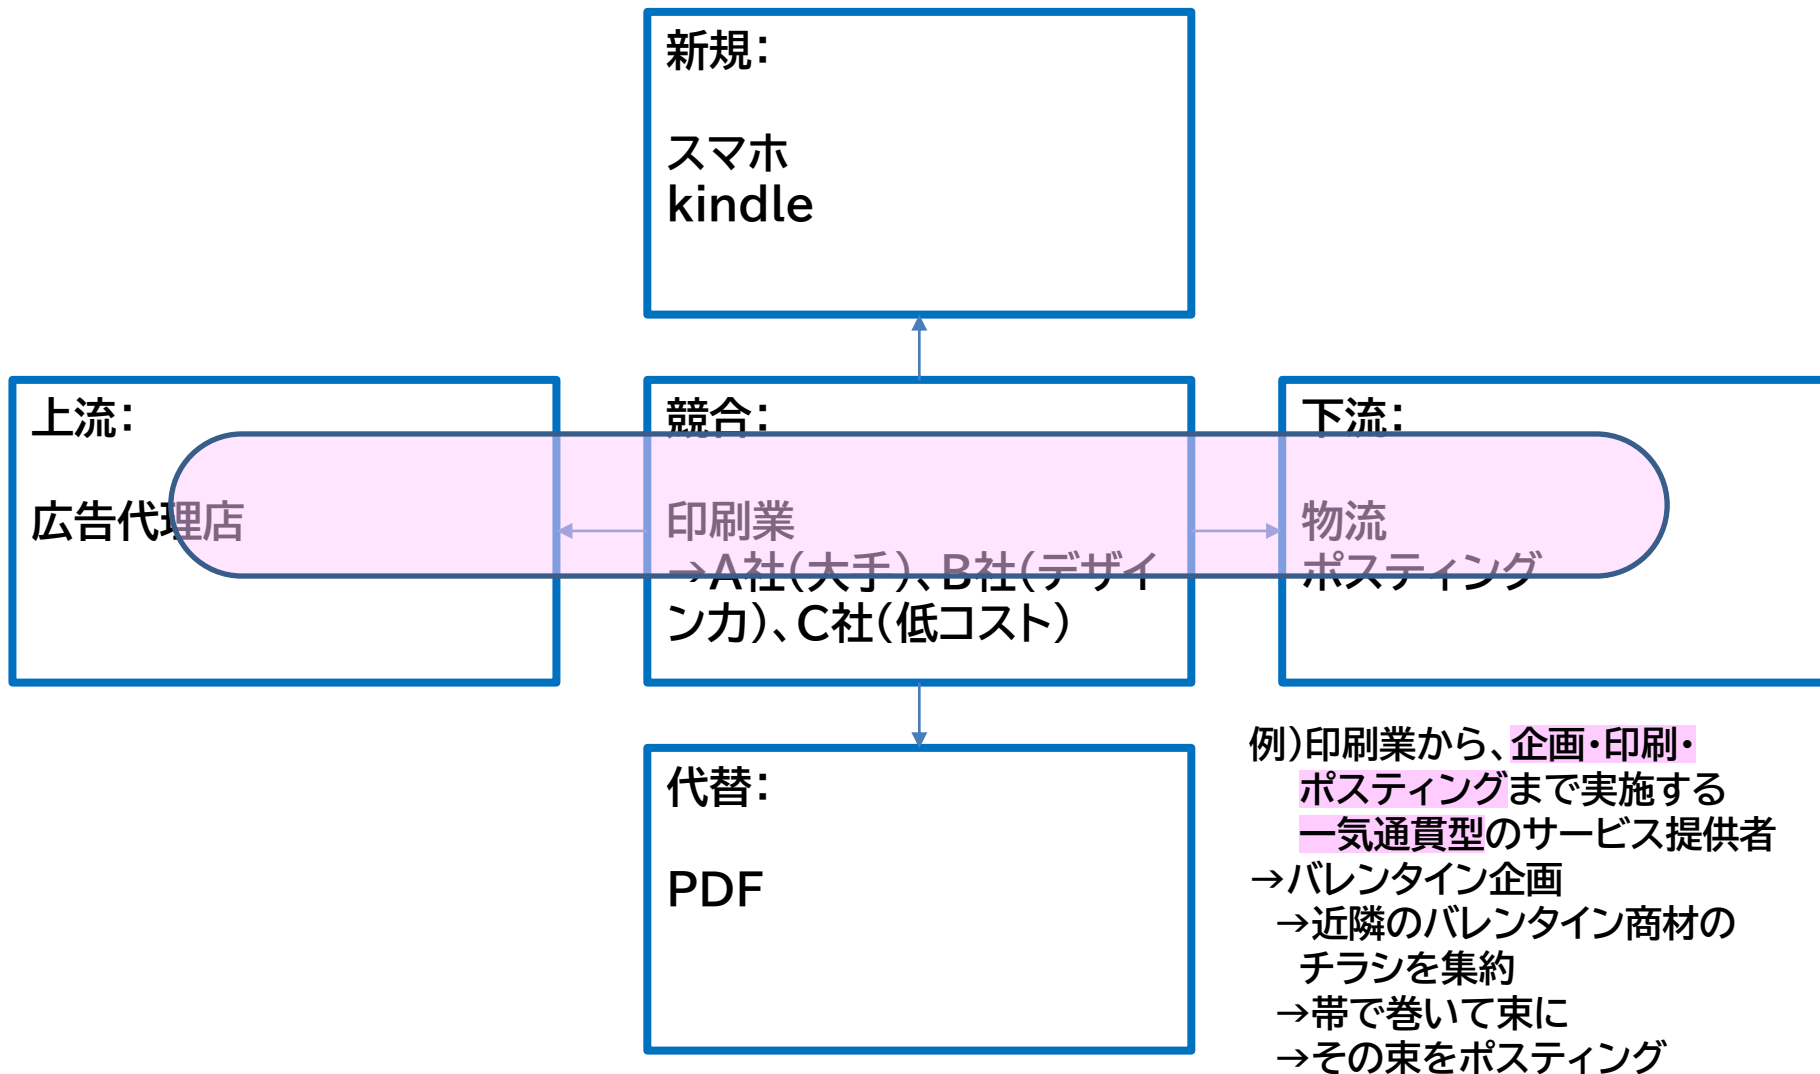 新規：
スマホ
kindle
上流：
広告代理店
競合：
印刷業
→A社（大手）、B社（デザイ
ン力）、C社（低コスト）
下流：
物流
ポスティング
代替：
PDF
例）印刷業から、企画・印刷・
ポスティングまで実施する
一気通貫型のサービス提供者
→バレンタイン企画
→近隣のバレンタイン商材の
チラシを集約
→帯で巻いて束に
→その束をポスティング